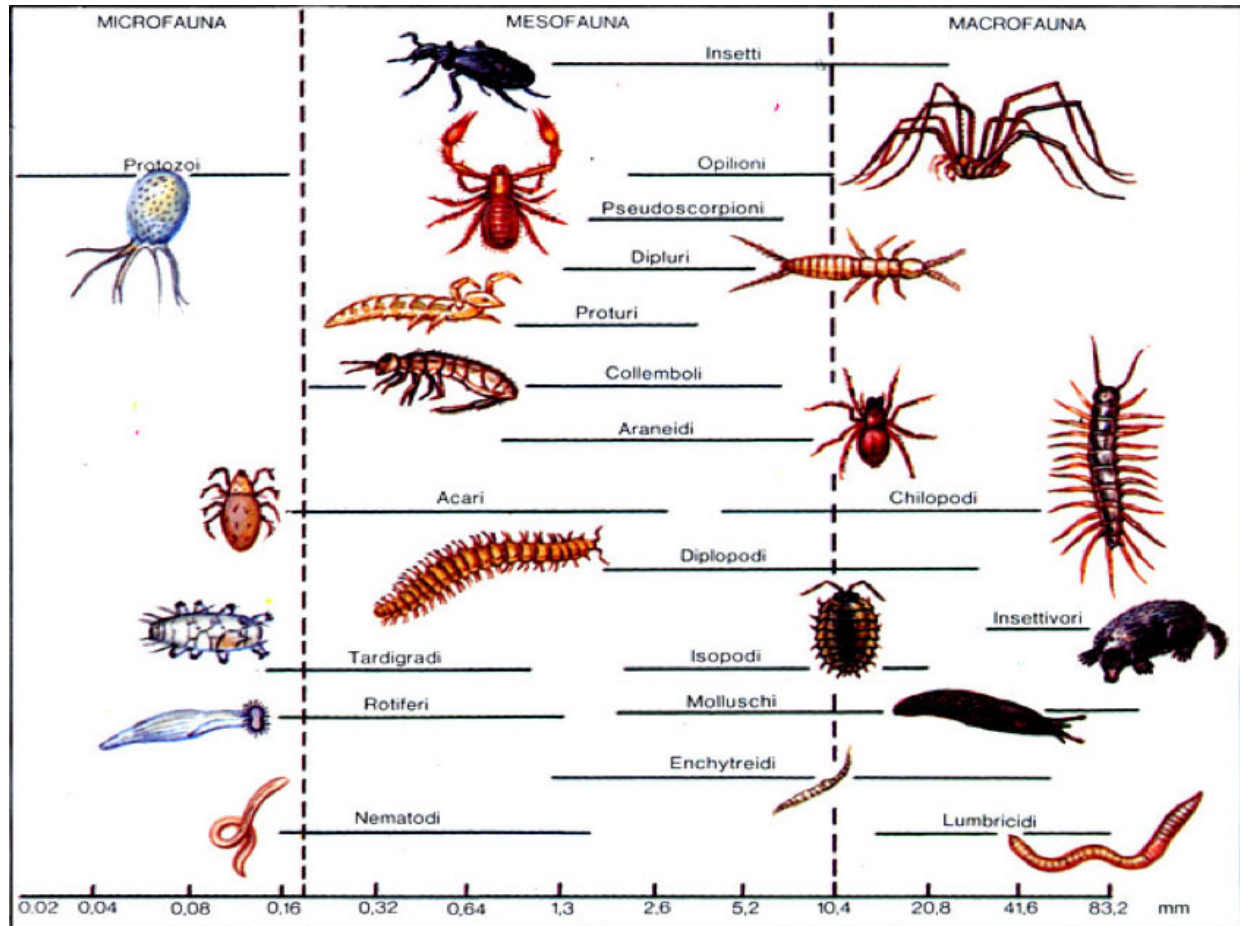 MICROFAUNA
MESOFAUNA
MACROFAUNA
Insetti
Protozoi
Opilioni
Pseudoscorpioni
Dipluri
Proturi
Collemboli
Araneidi
Acari
Chilopodi
Diplopodi
Insettivori
Tardigradi
Isopodi
Rotiferi
Molluschi
Enchytreidi
Nematodi
Lumbricidi
0.02 0,04 0,08 0,16 0,32 0,64 1,3 2,6 5,2 10,4 20,8 41,6 83,2 mm